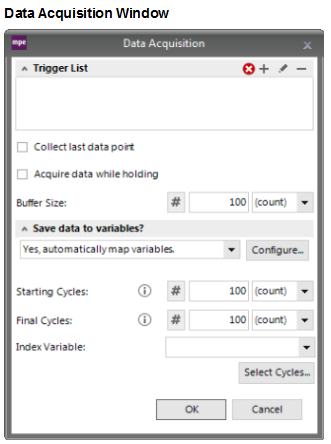 Data Acquisition Window
mpe Data Acquisition x
Trigger List
Collect last data point
Acquire data while holding
Buffer Size: # 100 (count)
Save data to variables?
Yes, automatically map variables. Configure...
Starting Cycles: i # 100 (count)
Final Cycles: i # 100 (count)
Index Variable:
Select Cycles...
OK Cancel